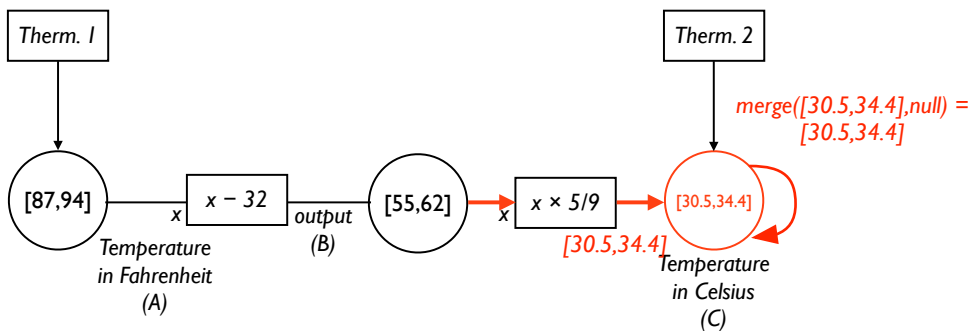 Therm. 1
Therm. 2
merge([30.5,34.4],null) =
[30.5,34.4]
[87,94]
x
x − 32
output
(B)
[55,62]
x
x × 5/9
[30.5,34.4]
[30.5,34.4]
Temperature
in Fahrenheit
(A)
Temperature
in Celsius
(C)